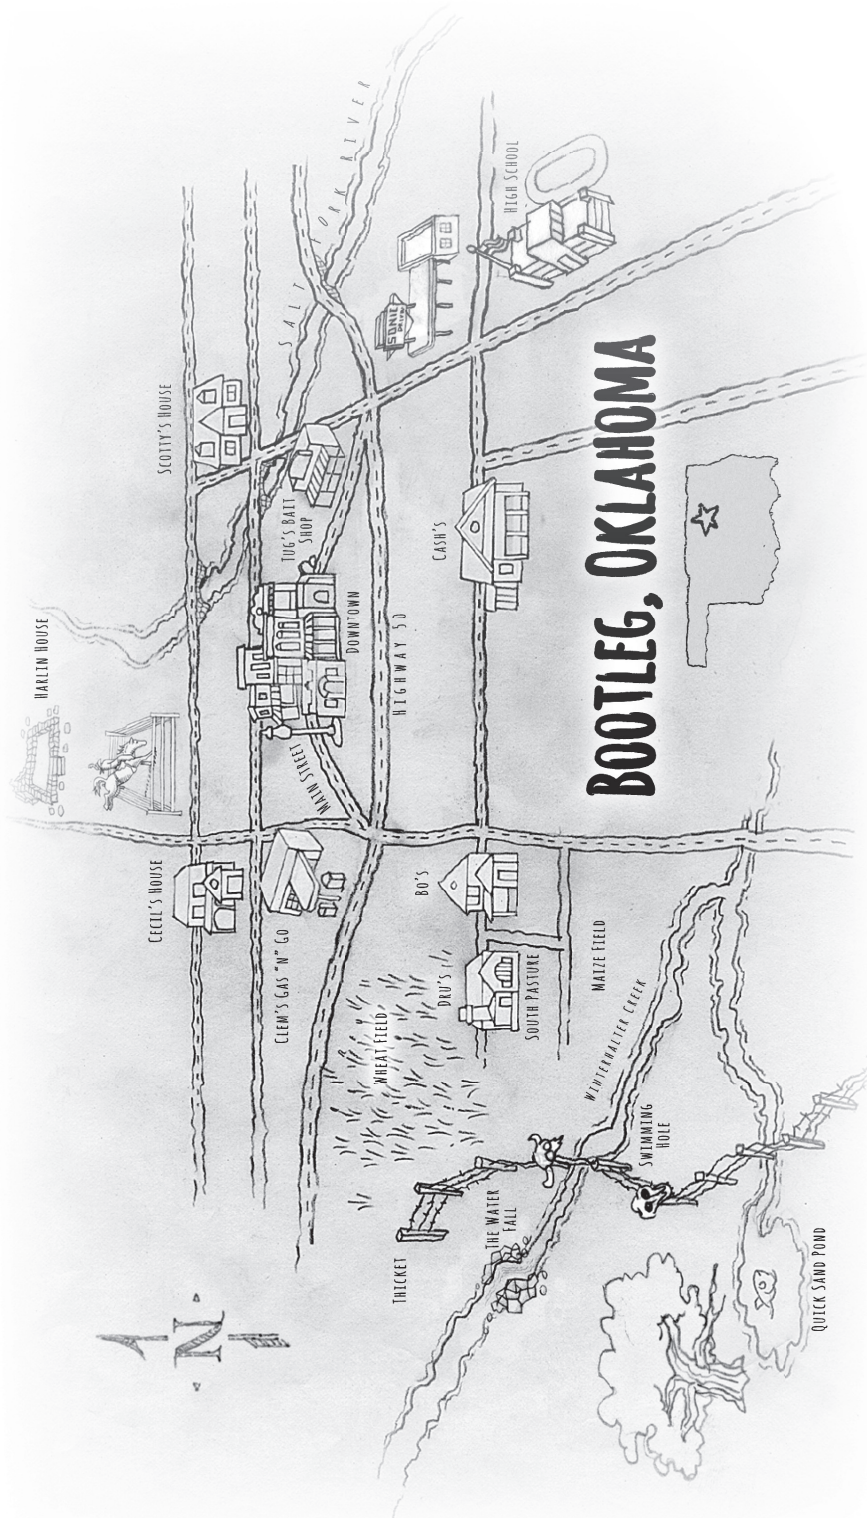 HARLIN HOUSE
CECIL'S HOUSE
SCOTTY'S HOUSE
N
CLEM'S GAS "N" GO
MAIN STREET
TUG'S BAIT
SHOP
SALT FORK RIVER
DOWNTOWN
WHEAT FIELD
HIGHWAY 50
SONIC
THICKET
BO'S
CASH'S
DRU'S
THE WATER
FALL
HIGH SCHOOL
SOUTH PASTURE
MAIZE FIELD
WINTERHALTER CREEK
SWIMMING
HOLE
BOOTLEG, OKLAHOMA
QUICK SAND POND